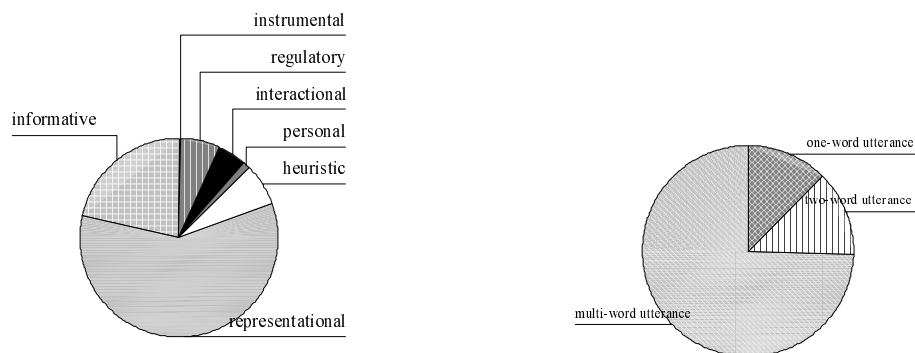 instrumental
regulatory
interactional
informative
personal
heuristic
representational
one-word utterance
two-word utterance
multi-word utterance